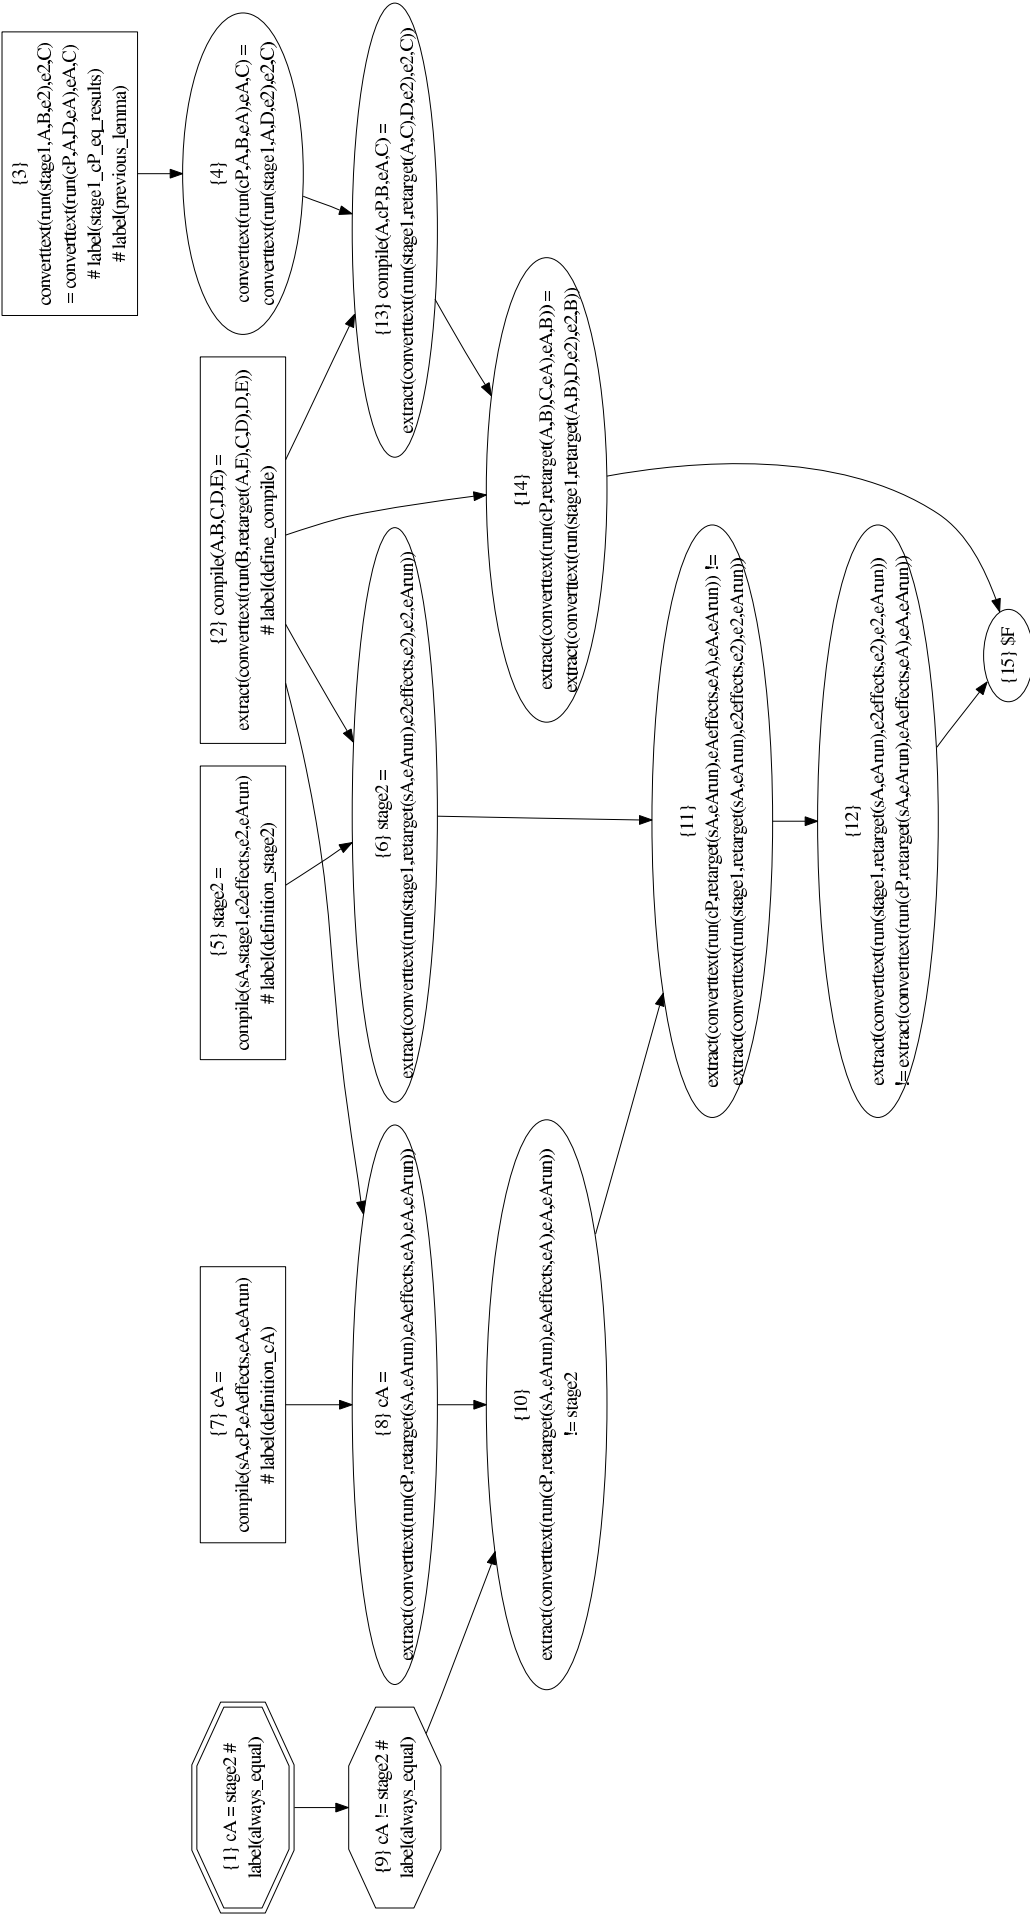 {3}
converttext(run(stage1,A,B,e2),e2,C)
= converttext(run(cP,A,D,eA),eA,C)
# label(stage1_cP_eq_results)
# label(previous_lemma)
{4}
converttext(run(cP,A,B,eA),eA,C) =
converttext(run(stage1,A,D,e2),e2,C)
{13} compile(A,cP,B,eA,C) =
extract(converttext(run(stage1,retarget(A,C),D,e2),e2,C))
{2} compile(A,B,C,D,E) =
extract(converttext(run(B,retarget(A,E),C,D),D,E))
# label(define_compile)
{14}
extract(converttext(run(cP,retarget(A,B),C,eA),eA,B)) =
extract(converttext(run(stage1,retarget(A,B),D,e2),e2,B))
{5} stage2 =
compile(sA,stage1,e2effects,e2,eArun)
# label(definition_stage2)
{6} stage2 =
extract(converttext(run(stage1,retarget(sA,eArun),e2effects,e2),e2,eArun))
{11}
extract(converttext(run(cP,retarget(sA,eArun),eAeffects,eA),eA,eArun)) !=
extract(converttext(run(stage1,retarget(sA,eArun),e2effects,e2),e2,eArun))
{12}
extract(converttext(run(stage1,retarget(sA,eArun),e2effects,e2),e2,eArun))
!= extract(converttext(run(cP,retarget(sA,eArun),eAeffects,eA),eA,eArun))
{15} $F
{7} cA =
compile(sA,cP,eAeffects,eA,eArun)
# label(definition_cA)
{8} cA =
extract(converttext(run(cP,retarget(sA,eArun),eAeffects,eA),eA,eArun))
{10}
extract(converttext(run(cP,retarget(sA,eArun),eAeffects,eA),eA,eArun))
!= stage2
{1} cA = stage2 #
label(always_equal)
{9} cA != stage2 #
label(always_equal)